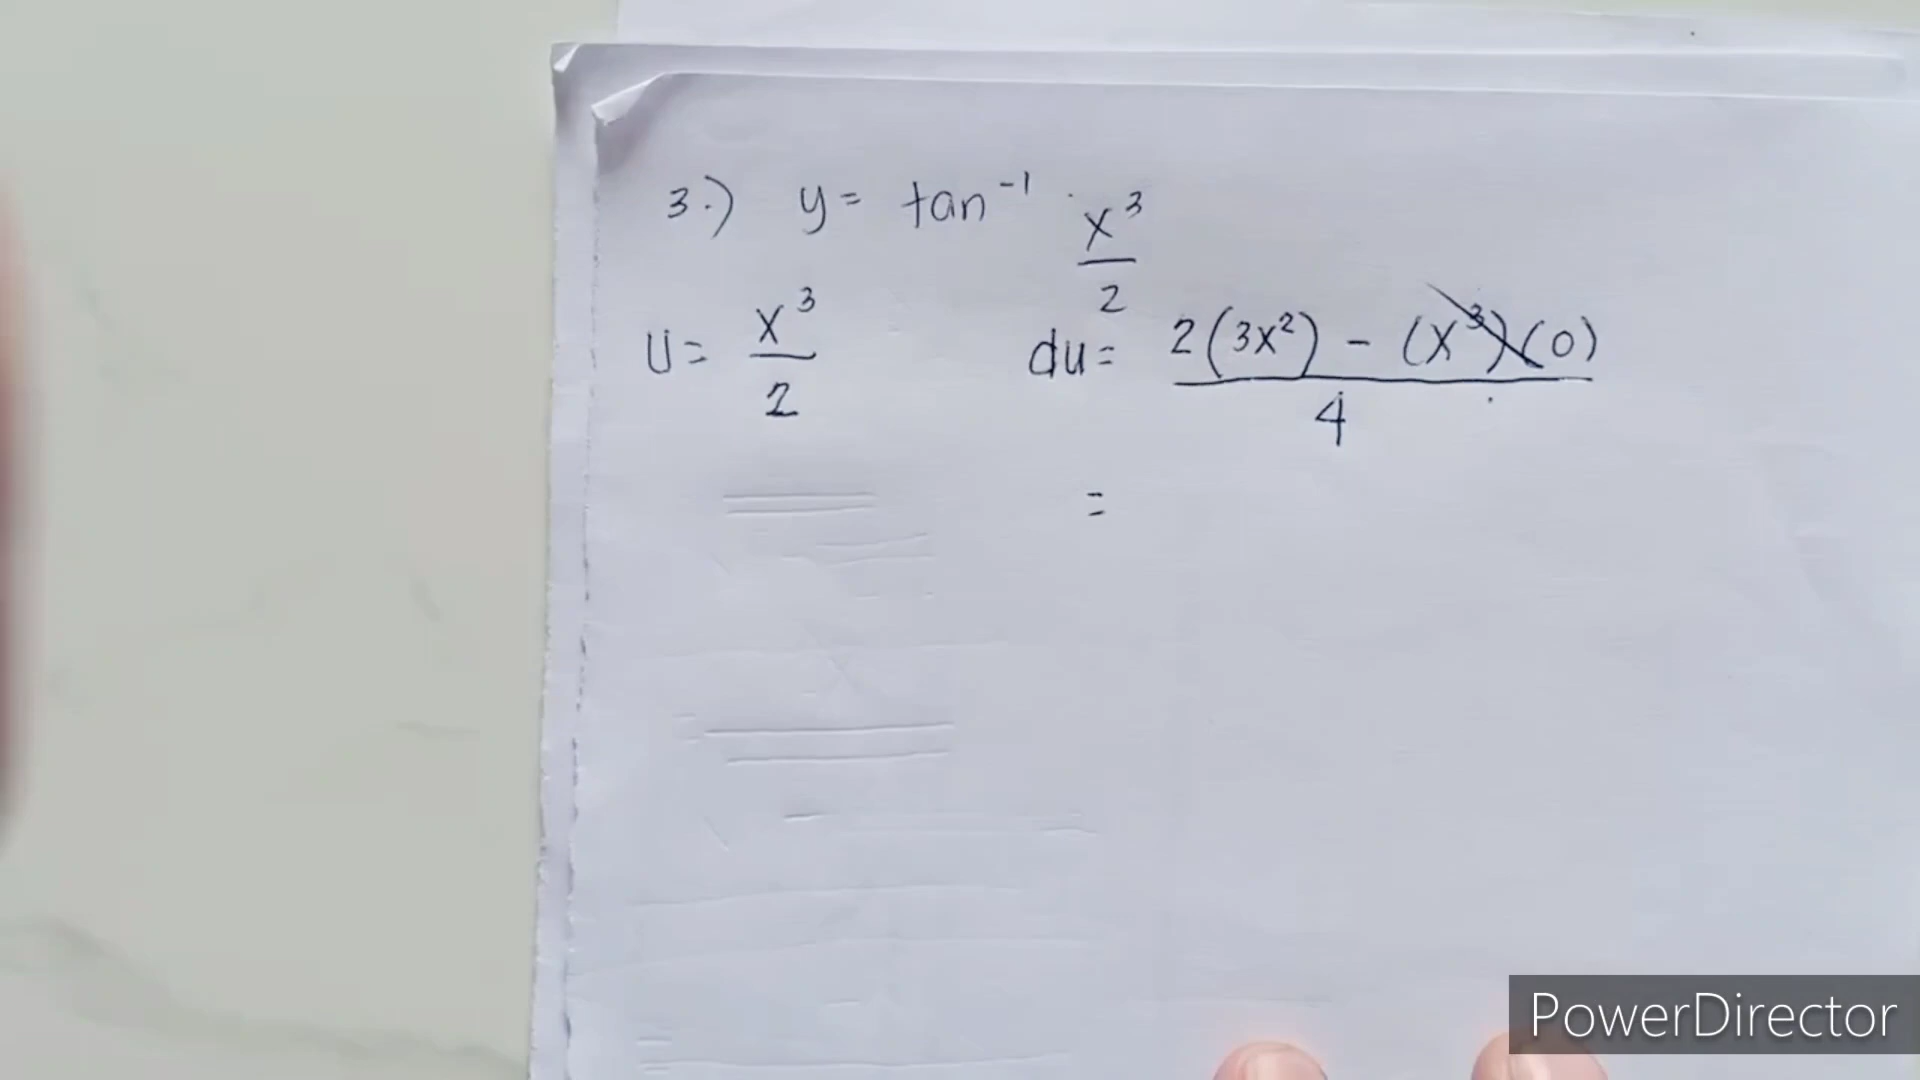 3.) y = tan⁻¹ x³/2
u = x³/2 du = 2(3x²) - (x³)(0) / 4
=
PowerDirector